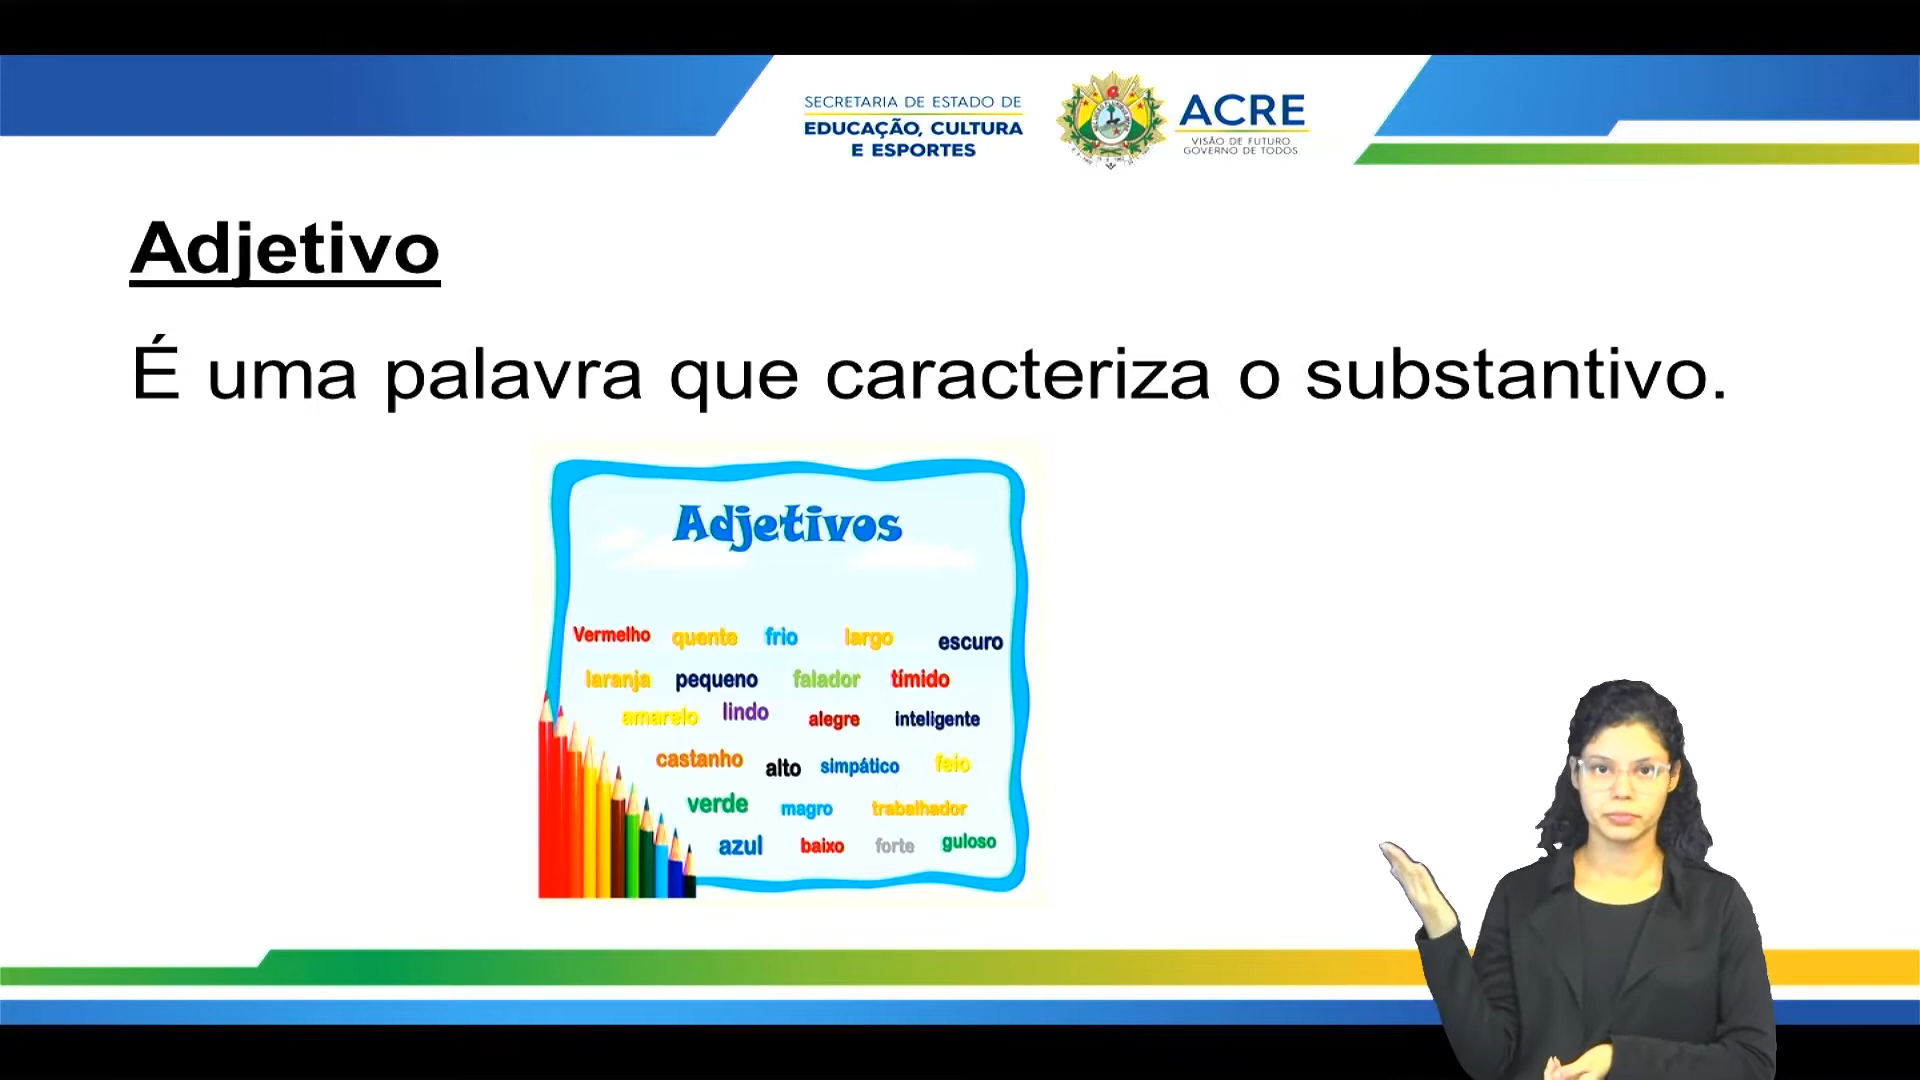 SECRETARIA DE ESTADO DE
EDUCAÇÃO, CULTURA
E ESPORTES
ACRE
VISÃO DE FUTURO
GOVERNO DE TODOS
Adjetivo
É uma palavra que caracteriza o substantivo.
Adjetivos
Vermelho quente frio largo escuro
laranja pequeno falador tímido
amarelo lindo alegre inteligente
castanho alto simpático feio
verde magro trabalhador
azul baixo forte guloso